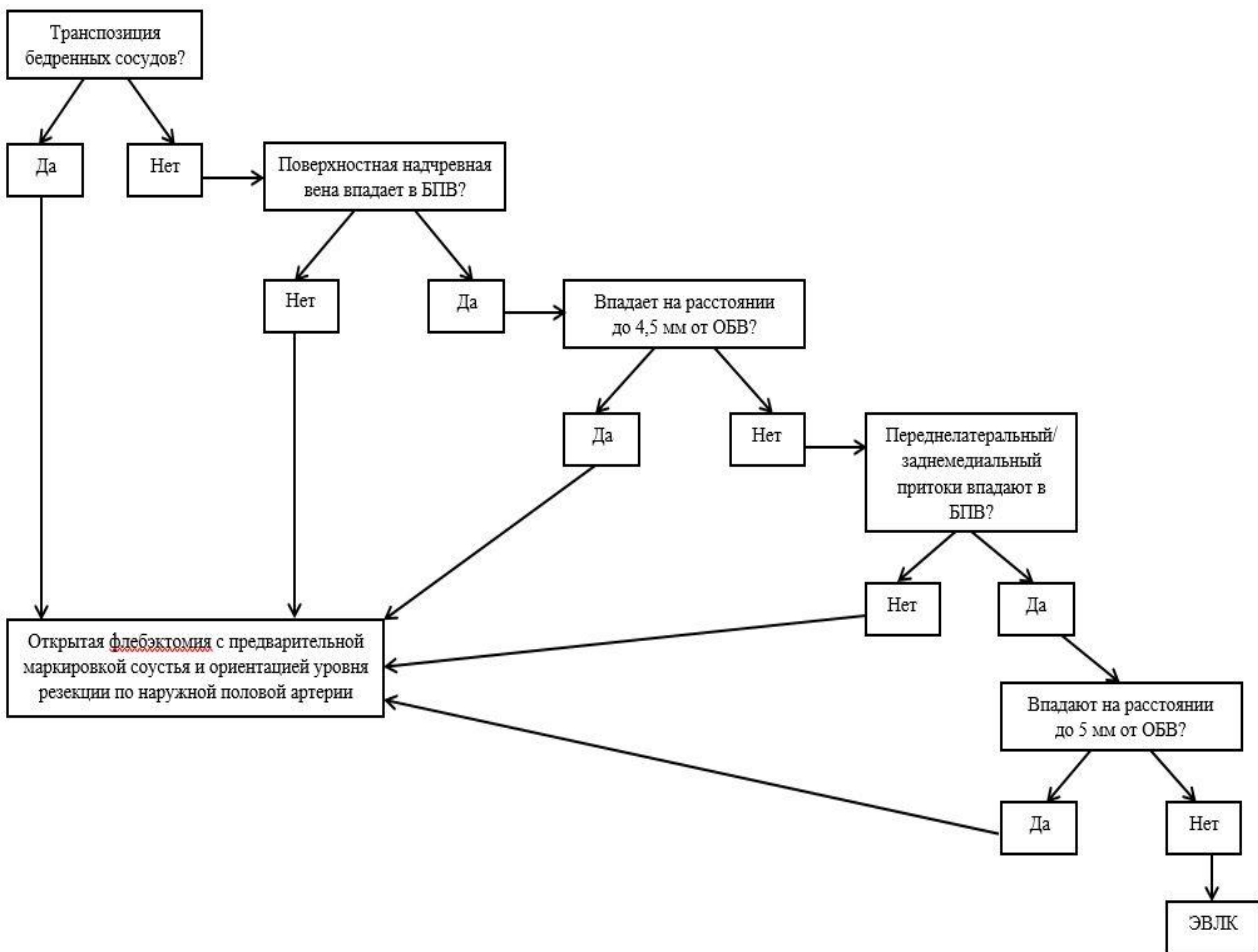 Транспозиция
бедренных сосудов?
Да
Нет
Поверхностная надчревная
вена впадает в БПВ?
Нет
Да
Впадает на расстоянии
до 4,5 мм от ОБВ?
Да
Нет
Переднелатеральный/
заднемедиальный
притоки впадают в
БПВ?
Нет
Да
Открытая флебэктомия с предварительной
маркировкой соустья и ориентацией уровня
резекции по наружной половой артерии
Впадают на расстоянии
до 5 мм от ОБВ?
Да
Нет
ЭВЛК